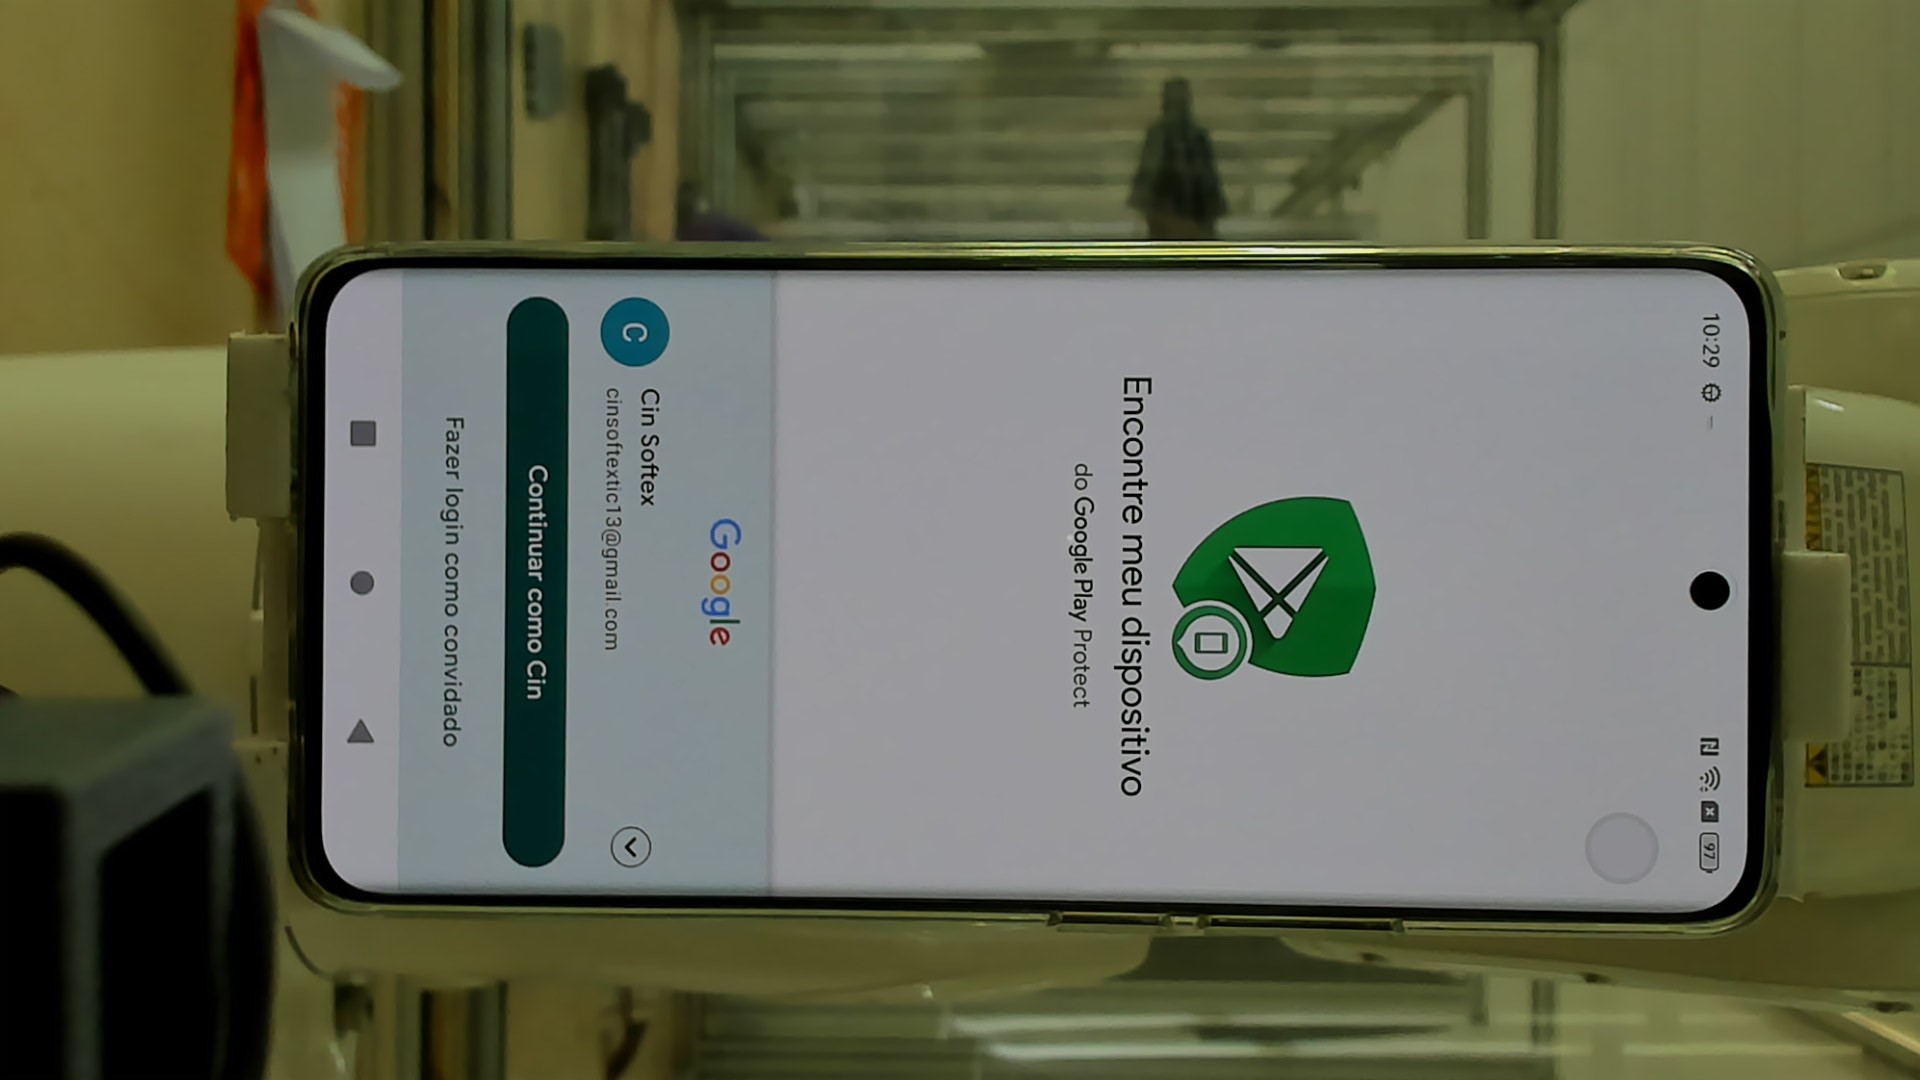 10:29
97
Encontre meu dispositivo
do Google Play Protect
Google
C
Cin Softex
cinsoftextic13@gmail.com
Continuar como Cin
Fazer login como convidado